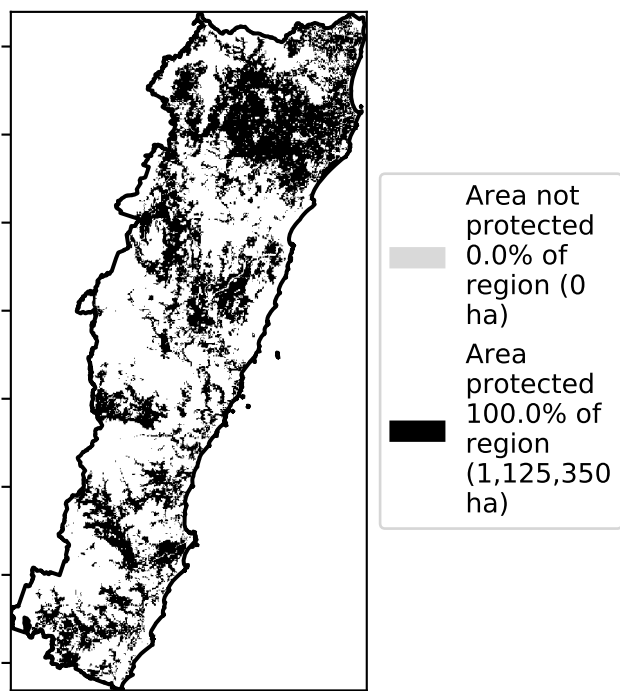 Area not
protected
0.0% of
region (0
ha)
Area
protected
100.0% of
region
(1,125,350
ha)